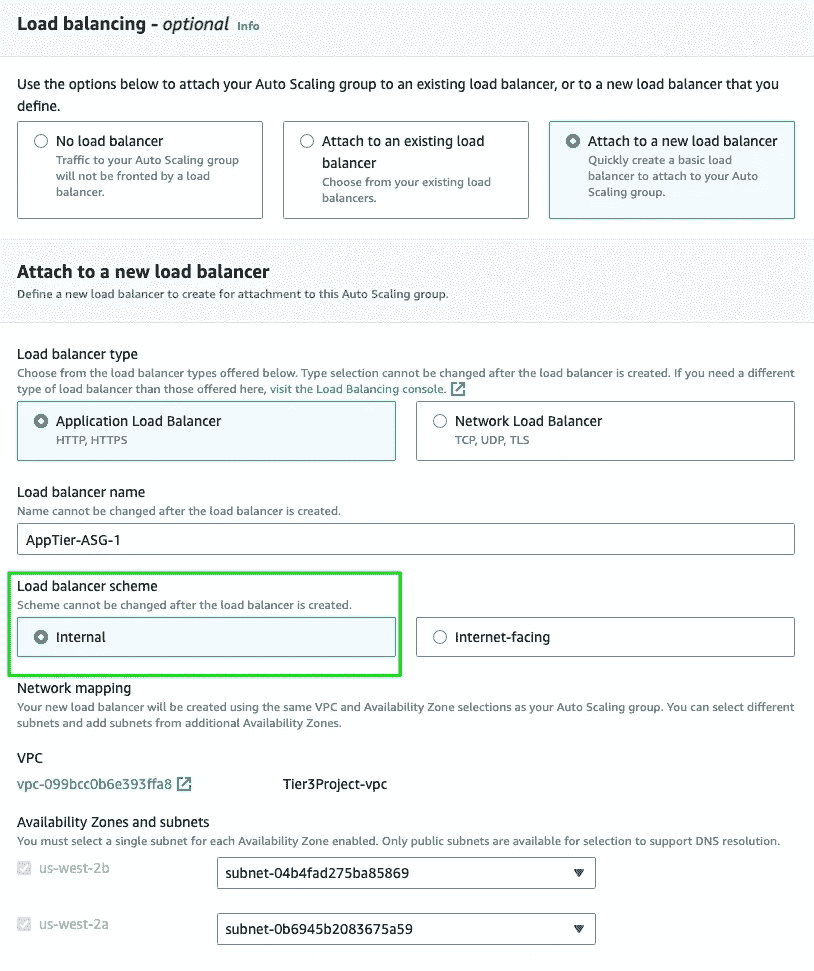 Load balancing - optional Info
Use the options below to attach your Auto Scaling group to an existing load balancer, or to a new load balancer that you
define.
No load balancer
Traffic to your Auto Scaling group
will not be fronted by a load
balancer.
Attach to an existing load
balancer
Choose from your existing load
balancers.
Attach to a new load balancer
Quickly create a basic load
balancer to attach to your Auto
Scaling group.
Attach to a new load balancer
Define a new load balancer to create for attachment to this Auto Scaling group.
Load balancer type
Choose from the load balancer types offered below. Type selection cannot be changed after the load balancer is created. If you need a different
type of load balancer than those offered here, visit the Load Balancing console.
Application Load Balancer
HTTP, HTTPS
Network Load Balancer
TCP, UDP, TLS
Load balancer name
Name cannot be changed after the load balancer is created.
AppTier-ASG-1
Load balancer scheme
Scheme cannot be changed after the load balancer is created.
Internal
Internet-facing
Network mapping
Your new load balancer will be created using the same VPC and Availability Zone selections as your Auto Scaling group. You can select different
subnets and add subnets from additional Availability Zones.
VPC
vpc-099bcc0b6e393ffa8
Tier3Project-vpc
Availability Zones and subnets
You must select a single subnet for each Availability Zone enabled. Only public subnets are available for selection to support DNS resolution.
us-west-2b
subnet-04b4fad275ba85869
us-west-2a
subnet-0b6945b2083675a59